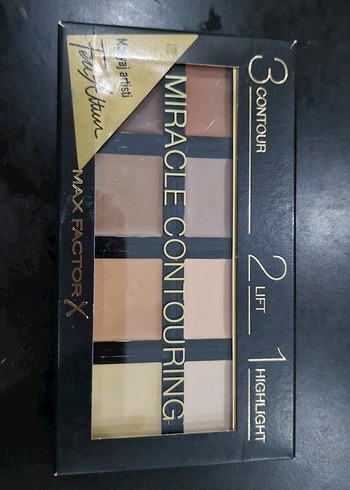 3 CONTOUR
2 LIFT
1 HIGHLIGHT
MIRACLE CONTOURING
Makyaj artisti
MAX FACTOR X